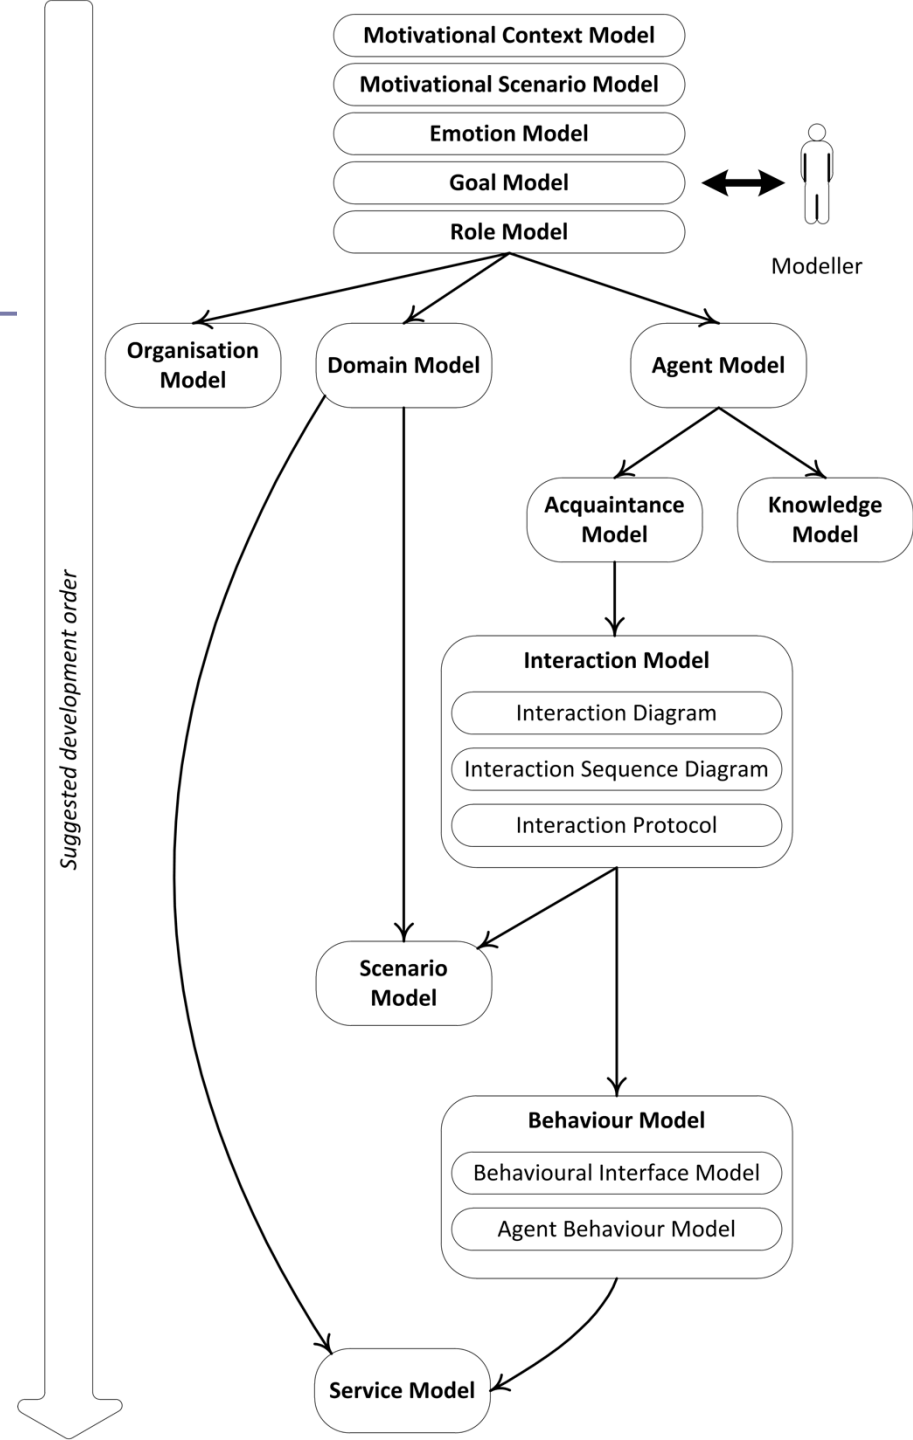 Motivational Context Model
Motivational Scenario Model
Emotion Model
Goal Model
Role Model
Modeller
Organisation
Model
Domain Model
Agent Model
Acquaintance
Model
Knowledge
Model
Suggested development order
Interaction Model
Interaction Diagram
Interaction Sequence Diagram
Interaction Protocol
Scenario
Model
Behaviour Model
Behavioural Interface Model
Agent Behaviour Model
Service Model